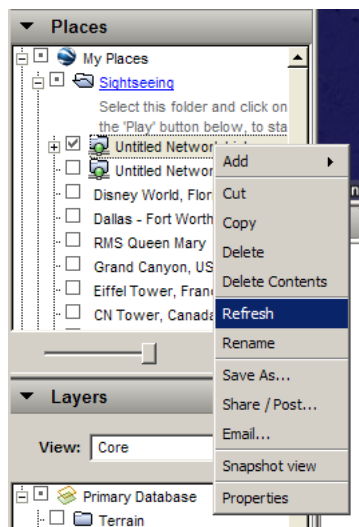 Places
My Places
Sightseeing
Select this folder and click on
the 'Play' button below, to sta
Untitled Network
Untitled Networ
Disney World, Flor
Dallas - Fort Worth
RMS Queen Mary
Grand Canyon, US
Eiffel Tower, Fran
CN Tower, Canada
Add
Cut
Copy
Delete
Delete Contents
Refresh
Rename
Save As...
Share / Post...
Email...
Snapshot view
Properties
Layers
View: Core
Primary Database
Terrain